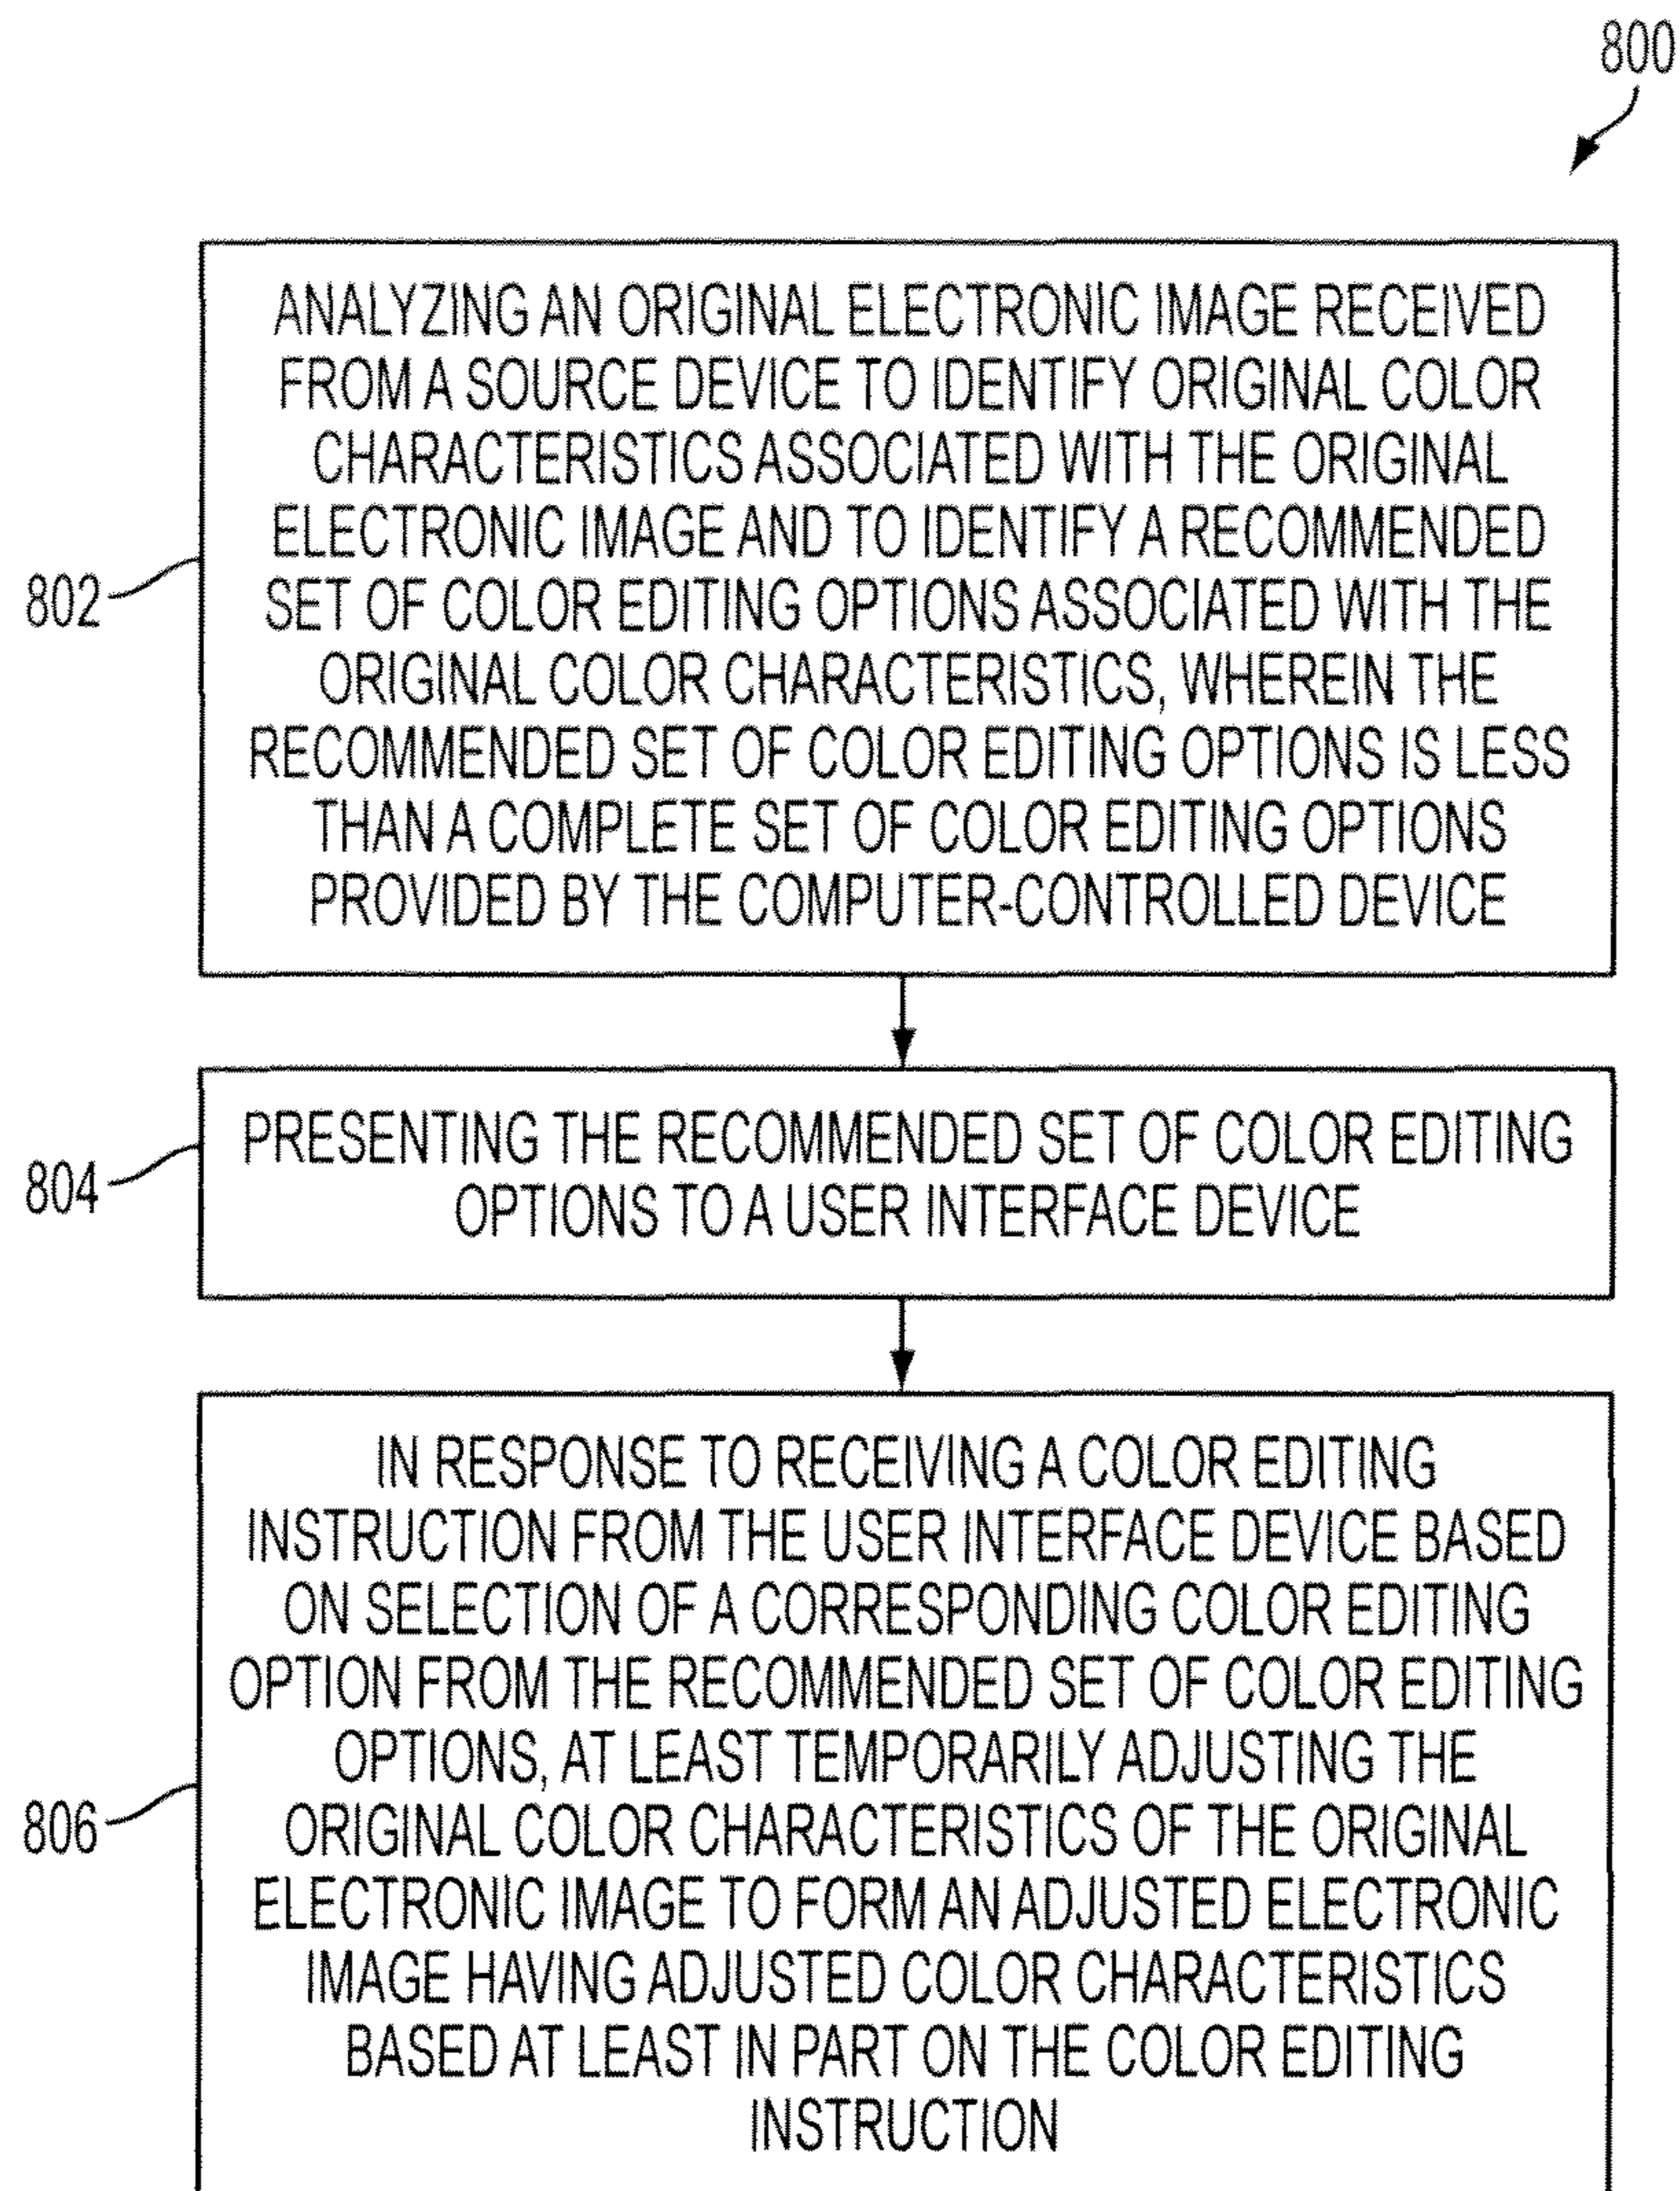 800
ANALYZING AN ORIGINAL ELECTRONIC IMAGE RECEIVED
FROM A SOURCE DEVICE TO IDENTIFY ORIGINAL COLOR
CHARACTERISTICS ASSOCIATED WITH THE ORIGINAL
ELECTRONIC IMAGE AND TO IDENTIFY A RECOMMENDED
SET OF COLOR EDITING OPTIONS ASSOCIATED WITH THE
ORIGINAL COLOR CHARACTERISTICS, WHEREIN THE
RECOMMENDED SET OF COLOR EDITING OPTIONS IS LESS
THAN A COMPLETE SET OF COLOR EDITING OPTIONS
PROVIDED BY THE COMPUTER-CONTROLLED DEVICE
802
PRESENTING THE RECOMMENDED SET OF COLOR EDITING
OPTIONS TO A USER INTERFACE DEVICE
804
IN RESPONSE TO RECEIVING A COLOR EDITING
INSTRUCTION FROM THE USER INTERFACE DEVICE BASED
ON SELECTION OF A CORRESPONDING COLOR EDITING
OPTION FROM THE RECOMMENDED SET OF COLOR EDITING
OPTIONS, AT LEAST TEMPORARILY ADJUSTING THE
ORIGINAL COLOR CHARACTERISTICS OF THE ORIGINAL
ELECTRONIC IMAGE TO FORM AN ADJUSTED ELECTRONIC
IMAGE HAVING ADJUSTED COLOR CHARACTERISTICS
BASED AT LEAST IN PART ON THE COLOR EDITING
INSTRUCTION
806